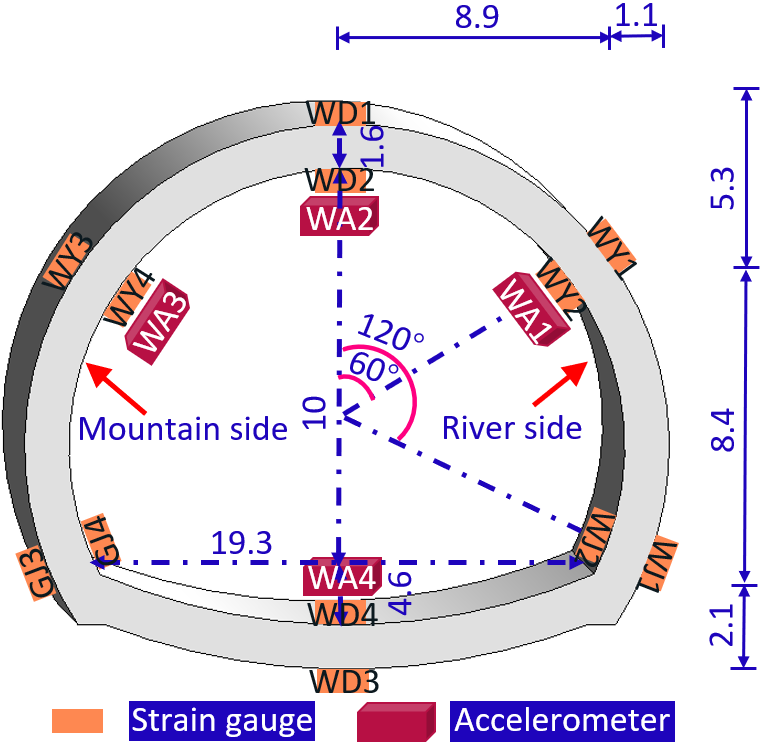 8.9
1.1
WD1
1.6
5.3
WD2
WA2
WY3
WY1
WY4
WY2
WA3
WA1
120°
60°
10
Mountain side
River side
8.4
GJ4
WJ2
GJ3
WJ1
19.3
WA4
4.6
WD4
2.1
WD3
Strain gauge
Accelerometer